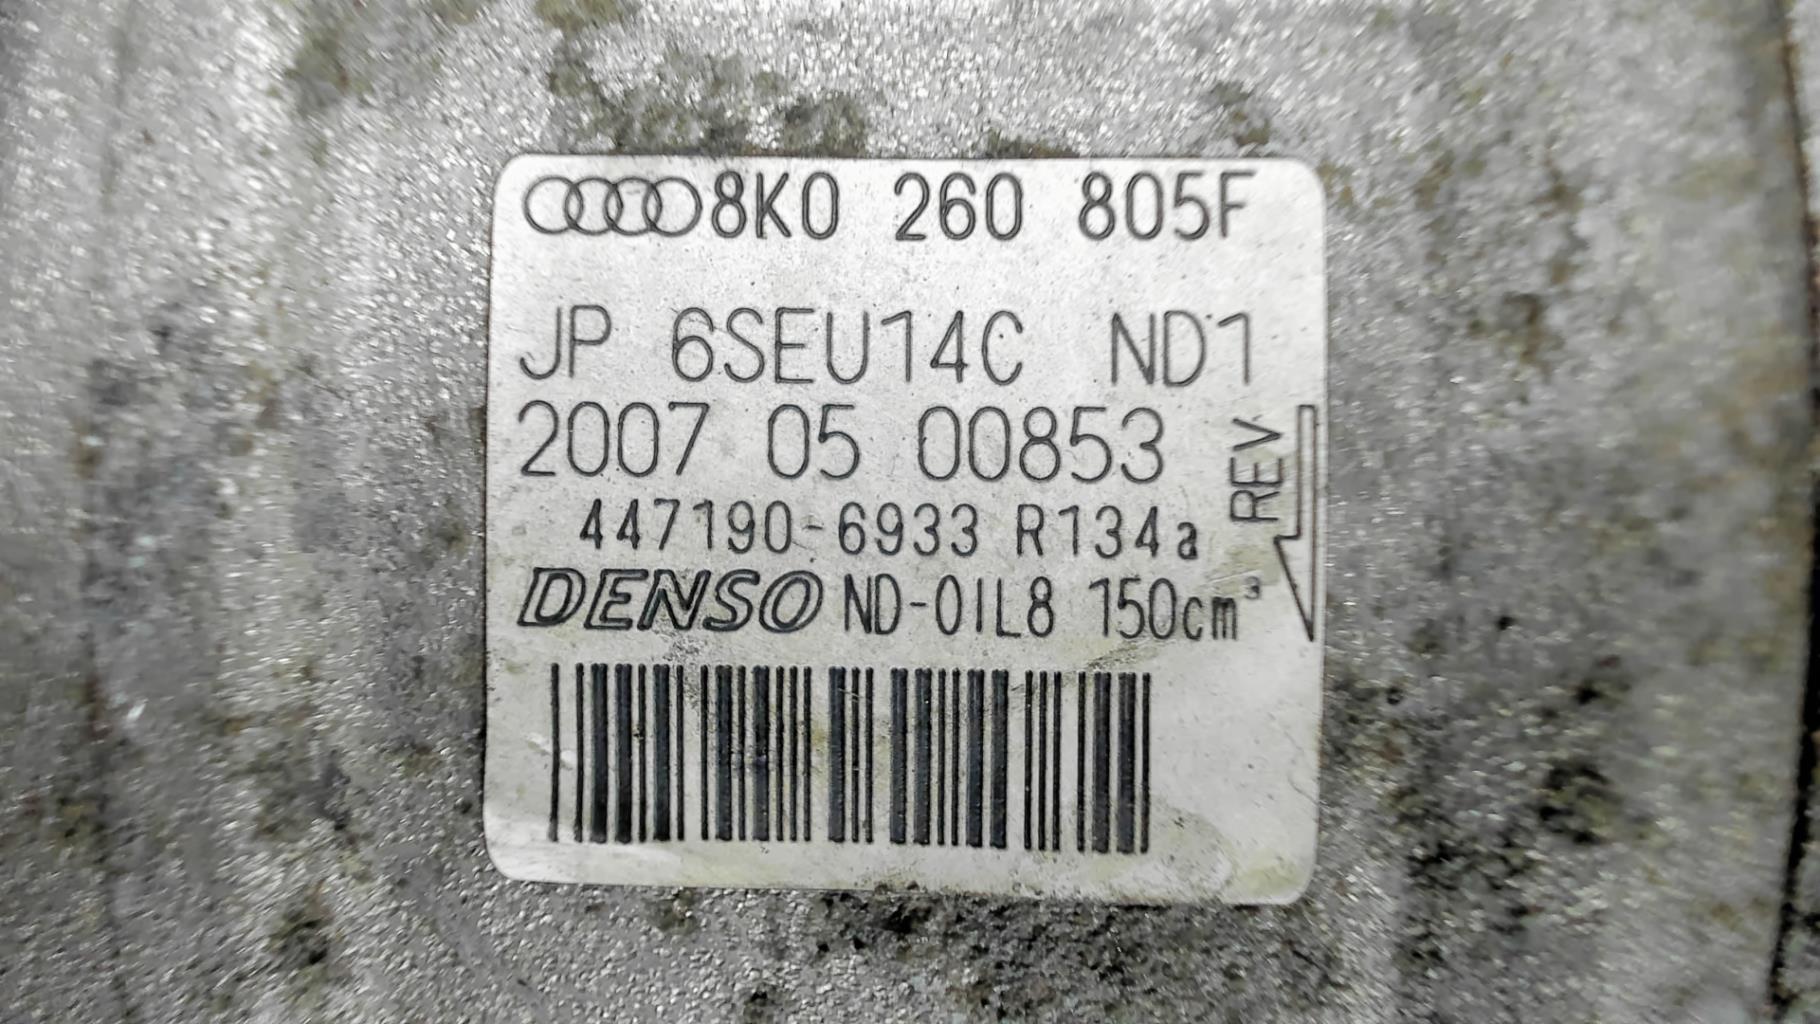 8K0 260 805F
JP 6SEU14C ND1
2007 05 00853
447190-6933 R134a
DENSO ND-OIL8 150cm³
REV